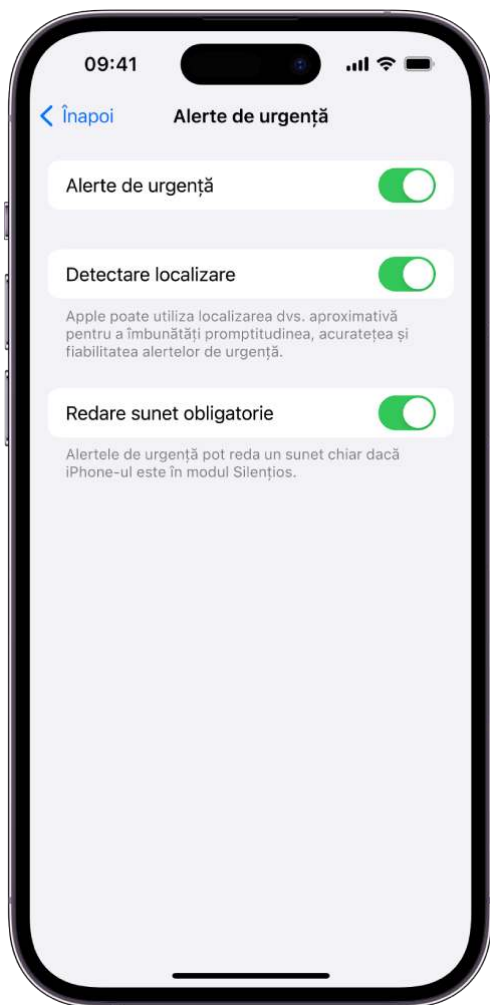 09:41
Înapoi
Alerte de urgență
Alerte de urgență
Detectare localizare
Apple poate utiliza localizarea dvs. aproximativă
pentru a îmbunătăți promptitudinea, acuratețea și
fiabilitatea alertelor de urgență.
Redare sunet obligatorie
Alertele de urgență pot reda un sunet chiar dacă
iPhone-ul este în modul Silențios.